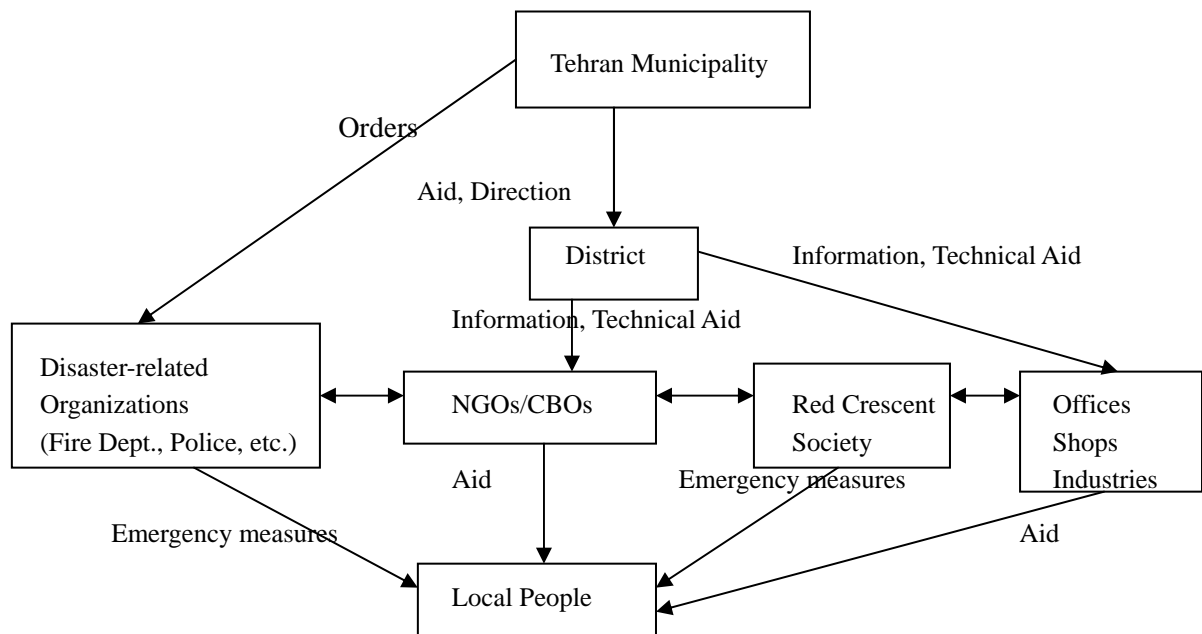 Tehran Municipality
Orders
Aid, Direction
District
Information, Technical Aid
Information, Technical Aid
Disaster-related
Organizations
(Fire Dept., Police, etc.)
NGOs/CBOs
Red Crescent
Society
Offices
Shops
Industries
Aid
Emergency measures
Emergency measures
Aid
Local People